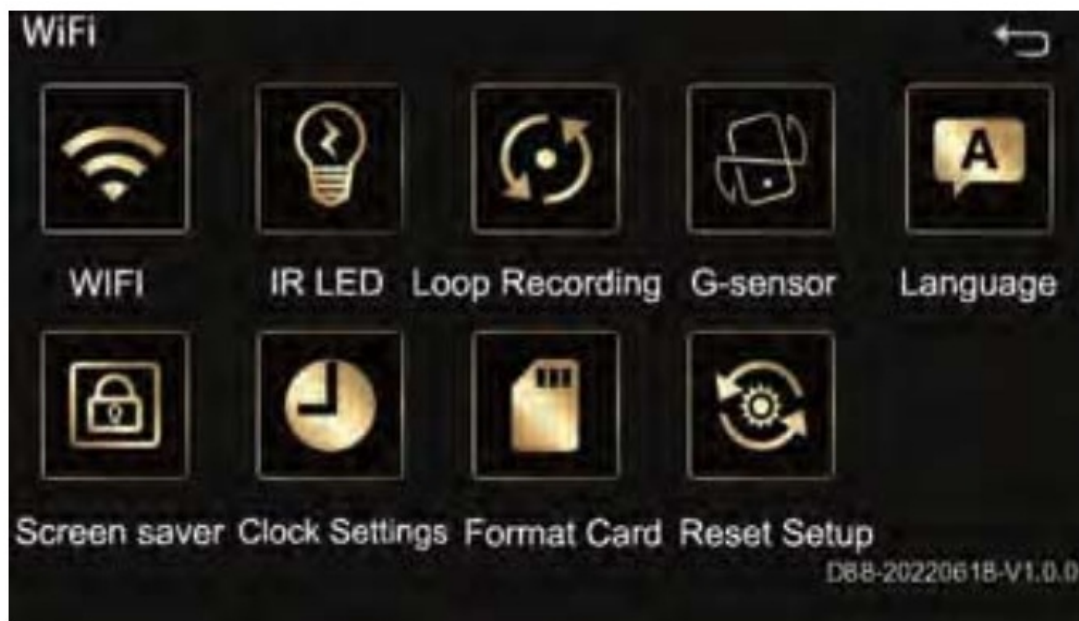 WiFi
A
WIFI IR LED Loop Recording G-sensor Language
Screen saver Clock Settings Format Card Reset Setup
D88-20220618-V1.0.0